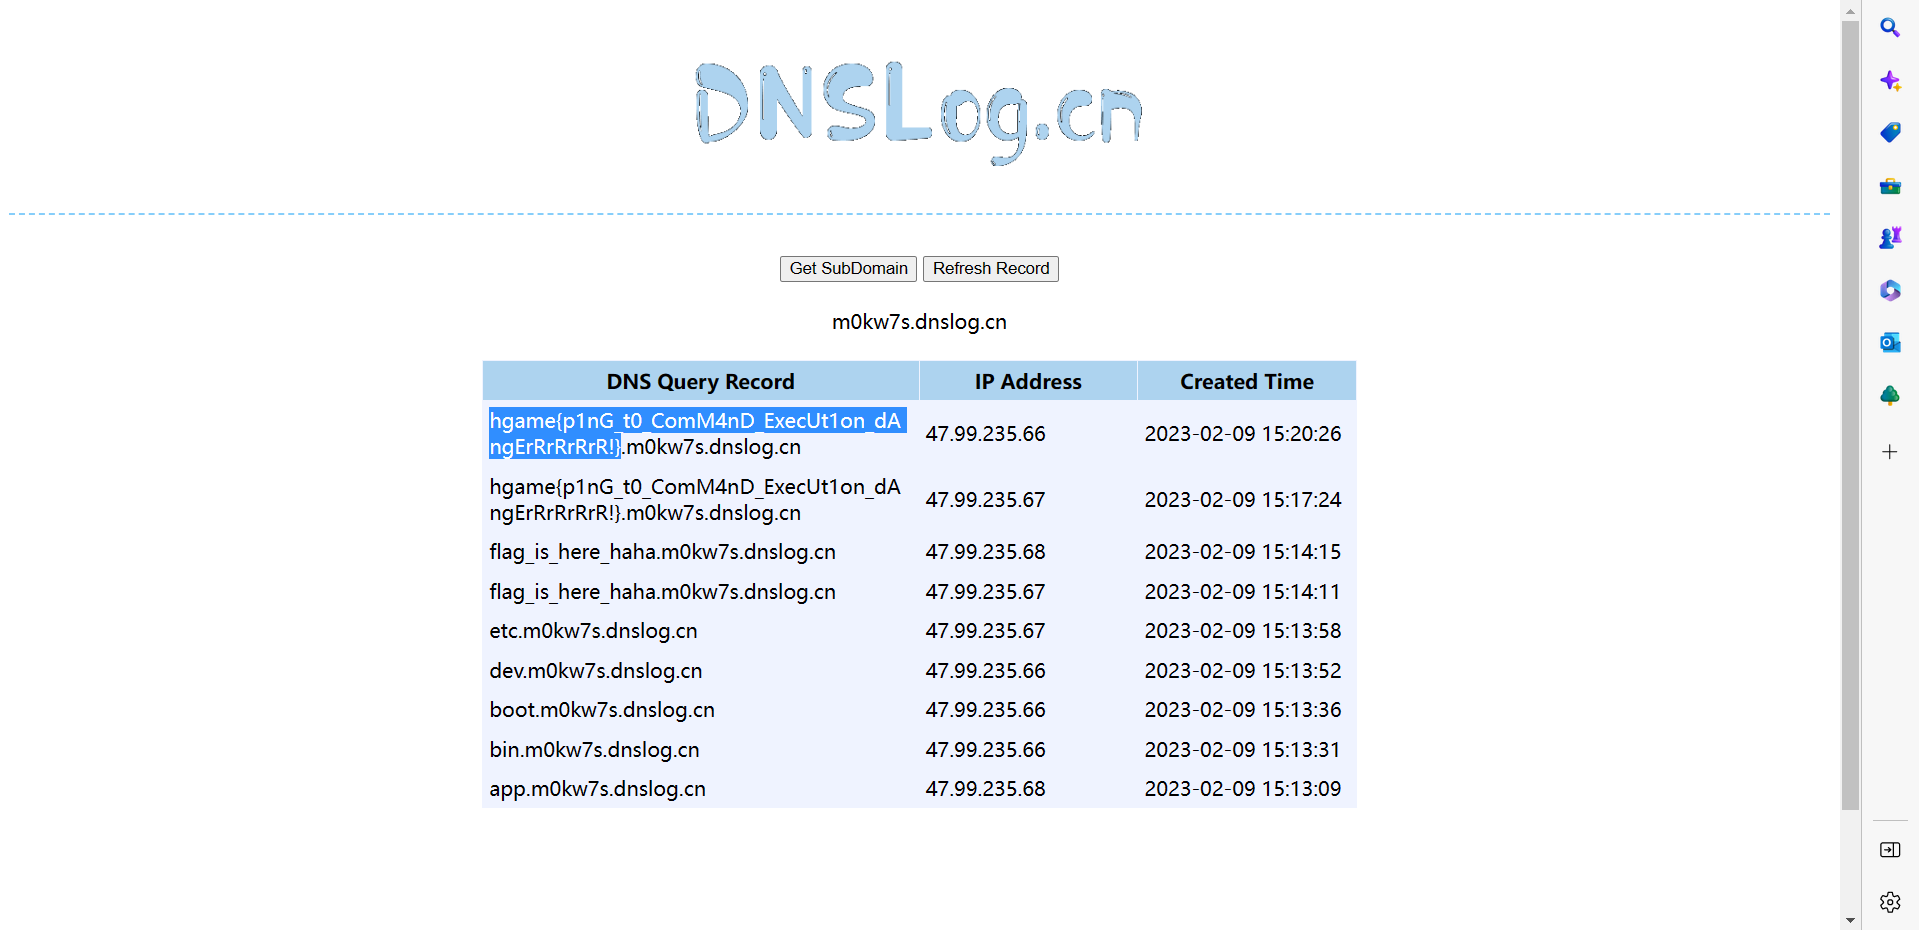 DNSLog.cn
Get SubDomain Refresh Record
m0kw7s.dnslog.cn
DNS Query Record IP Address Created Time
hgame{p1nG_t0_ComM4nD_ExecUt1on_dA
ngErRrRrRrR!}.m0kw7s.dnslog.cn 47.99.235.66 2023-02-09 15:20:26
hgame{p1nG_t0_ComM4nD_ExecUt1on_dA
ngErRrRrRrR!}.m0kw7s.dnslog.cn 47.99.235.67 2023-02-09 15:17:24
flag_is_here_haha.m0kw7s.dnslog.cn 47.99.235.68 2023-02-09 15:14:15
flag_is_here_haha.m0kw7s.dnslog.cn 47.99.235.67 2023-02-09 15:14:11
etc.m0kw7s.dnslog.cn 47.99.235.67 2023-02-09 15:13:58
dev.m0kw7s.dnslog.cn 47.99.235.66 2023-02-09 15:13:52
boot.m0kw7s.dnslog.cn 47.99.235.66 2023-02-09 15:13:36
bin.m0kw7s.dnslog.cn 47.99.235.66 2023-02-09 15:13:31
app.m0kw7s.dnslog.cn 47.99.235.68 2023-02-09 15:13:09